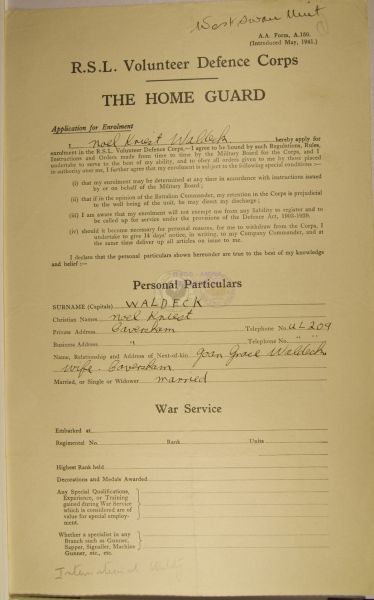 West Swan Unit
A.A. Form, A.150.
(Introduced May, 1941.)
R.S.L. Volunteer Defence Corps
THE HOME GUARD
Application for Enrolment
I, Noel Kniest Waldeck hereby apply for
enrolment in the R.S.L. Volunteer Defence Corps,—I agree to be bound by such Regulations, Rules,
Instructions and Orders made from time to time by the Military Board for the Corps, and I
undertake to serve to the best of my ability, and to obey all orders given to me by those placed
in authority over me, I further agree that my enrolment is subject to the following special conditions :—
(i) that my enrolment may be determined at any time in accordance with instructions issued
by or on behalf of the Military Board;
(ii) that if in the opinion of the Battalion Commander, my retention in the Corps is prejudicial
to the well being of the unit, he may direct my discharge;
(iii) I am aware that my enrolment will not exempt me from any liability to register and to
be called up for service under the provisions of the Defence Act, 1903-1939.
(iv) should it become necessary for personal reasons, for me to withdraw from the Corps, I
undertake to give 14 days' notice, in writing, to my Company Commander, and at
the same time deliver up all articles on issue to me.
I declare that the personal particulars shown hereunder are true to the best of my knowledge
and belief :—
Personal Particulars
SURNAME (Capitals) WALDECK
Christian Names Noel Kniest
Private Address Caversham Telephone No. UL 209
Business Address " Telephone No. " "
Name, Relationship and Address of Next-of-kin Joan Grace Waldeck
wife. Caversham
Married, or Single or Widower married
War Service
Embarked at
Regimental No. Rank Units
Highest Rank held
Decorations and Medals Awarded
Any Special Qualifications,
Experience, or Training
gained during War Service
which is considered are of
value for special employ-
ment.
Whether a specialist in any
Branch such as Gunner,
Sapper, Signaller, Machine
Gunner, etc., etc.
International